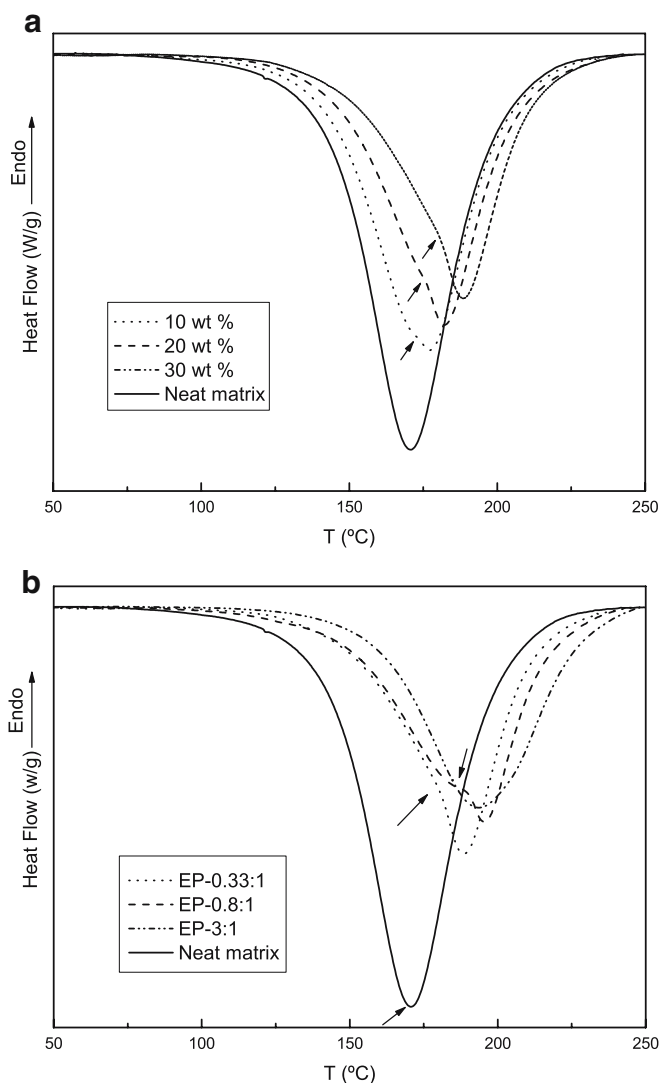 a
Heat Flow (W/g) Endo
10 wt %
20 wt %
30 wt %
Neat matrix
50 100 150 200 250
T (ºC)
b
Heat Flow (w/g) Endo
EP-0.33:1
EP-0.8:1
EP-3:1
Neat matrix
50 100 150 200 250
T (ºC)